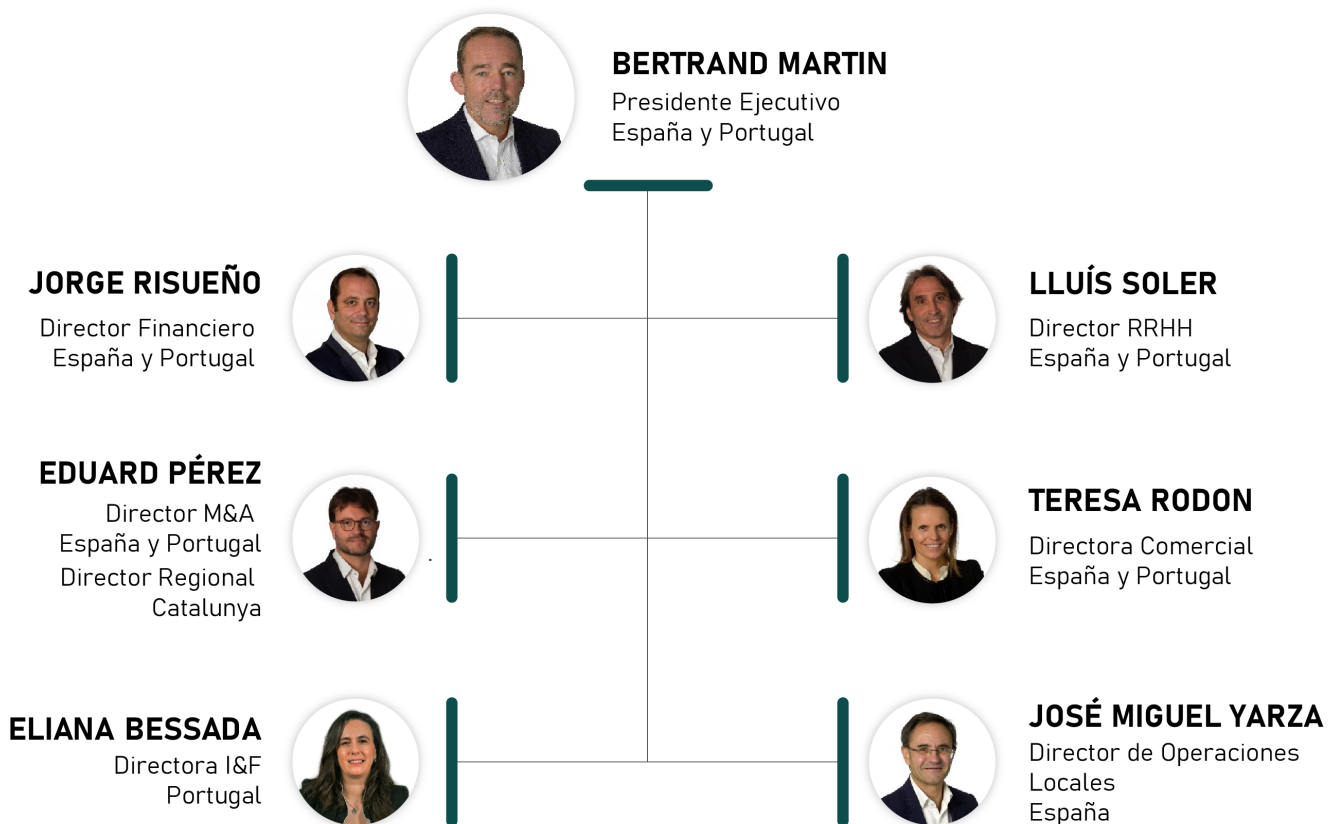 BERTRAND MARTIN
Presidente Ejecutivo
España y Portugal
JORGE RISUEÑO
Director Financiero
España y Portugal
LLUÍS SOLER
Director RRHH
España y Portugal
EDUARD PÉREZ
Director M&A
España y Portugal
Director Regional
Catalunya
TERESA RODON
Directora Comercial
España y Portugal
ELIANA BESSADA
Directora I&F
Portugal
JOSÉ MIGUEL YARZA
Director de Operaciones
Locales
España